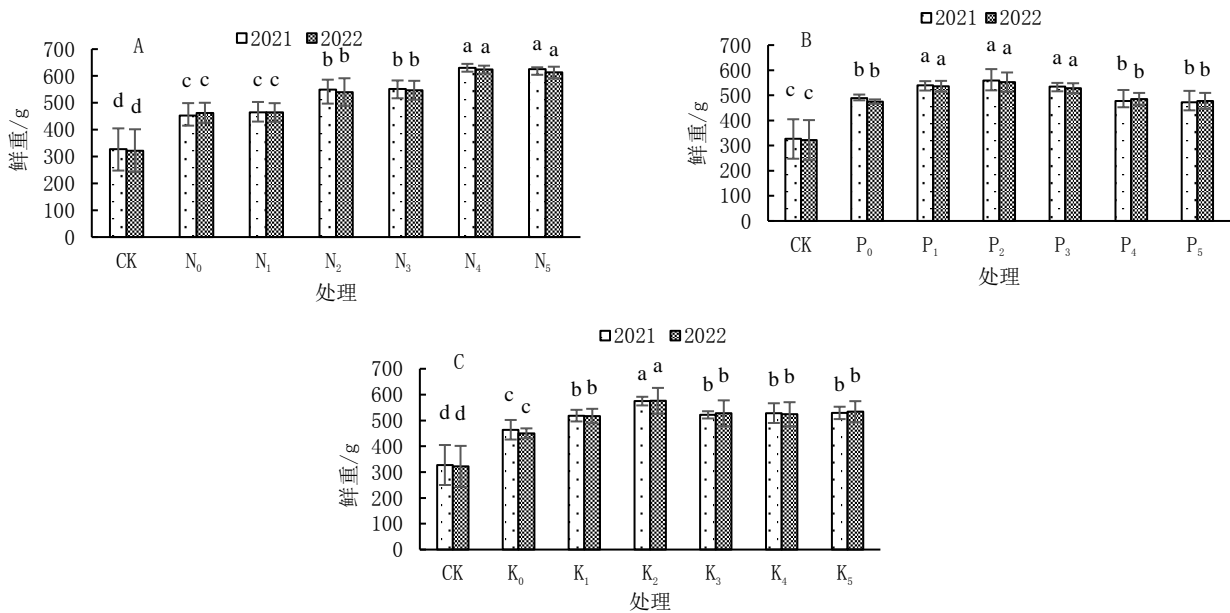 A
2021 2022
鲜重/g
700
600
500
400
300
200
100
0
d d c c c c b b b b a a a a
CK N₀ N₁ N₂ N₃ N₄ N₅
处理
B
2021 2022
鲜重/g
700
600
500
400
300
200
100
0
c c b b a a a a a a b b b b
CK P₀ P₁ P₂ P₃ P₄ P₅
处理
C
2021 2022
鲜重/g
700
600
500
400
300
200
100
0
d d c c b b a a b b b b b b
CK K₀ K₁ K₂ K₃ K₄ K₅
处理